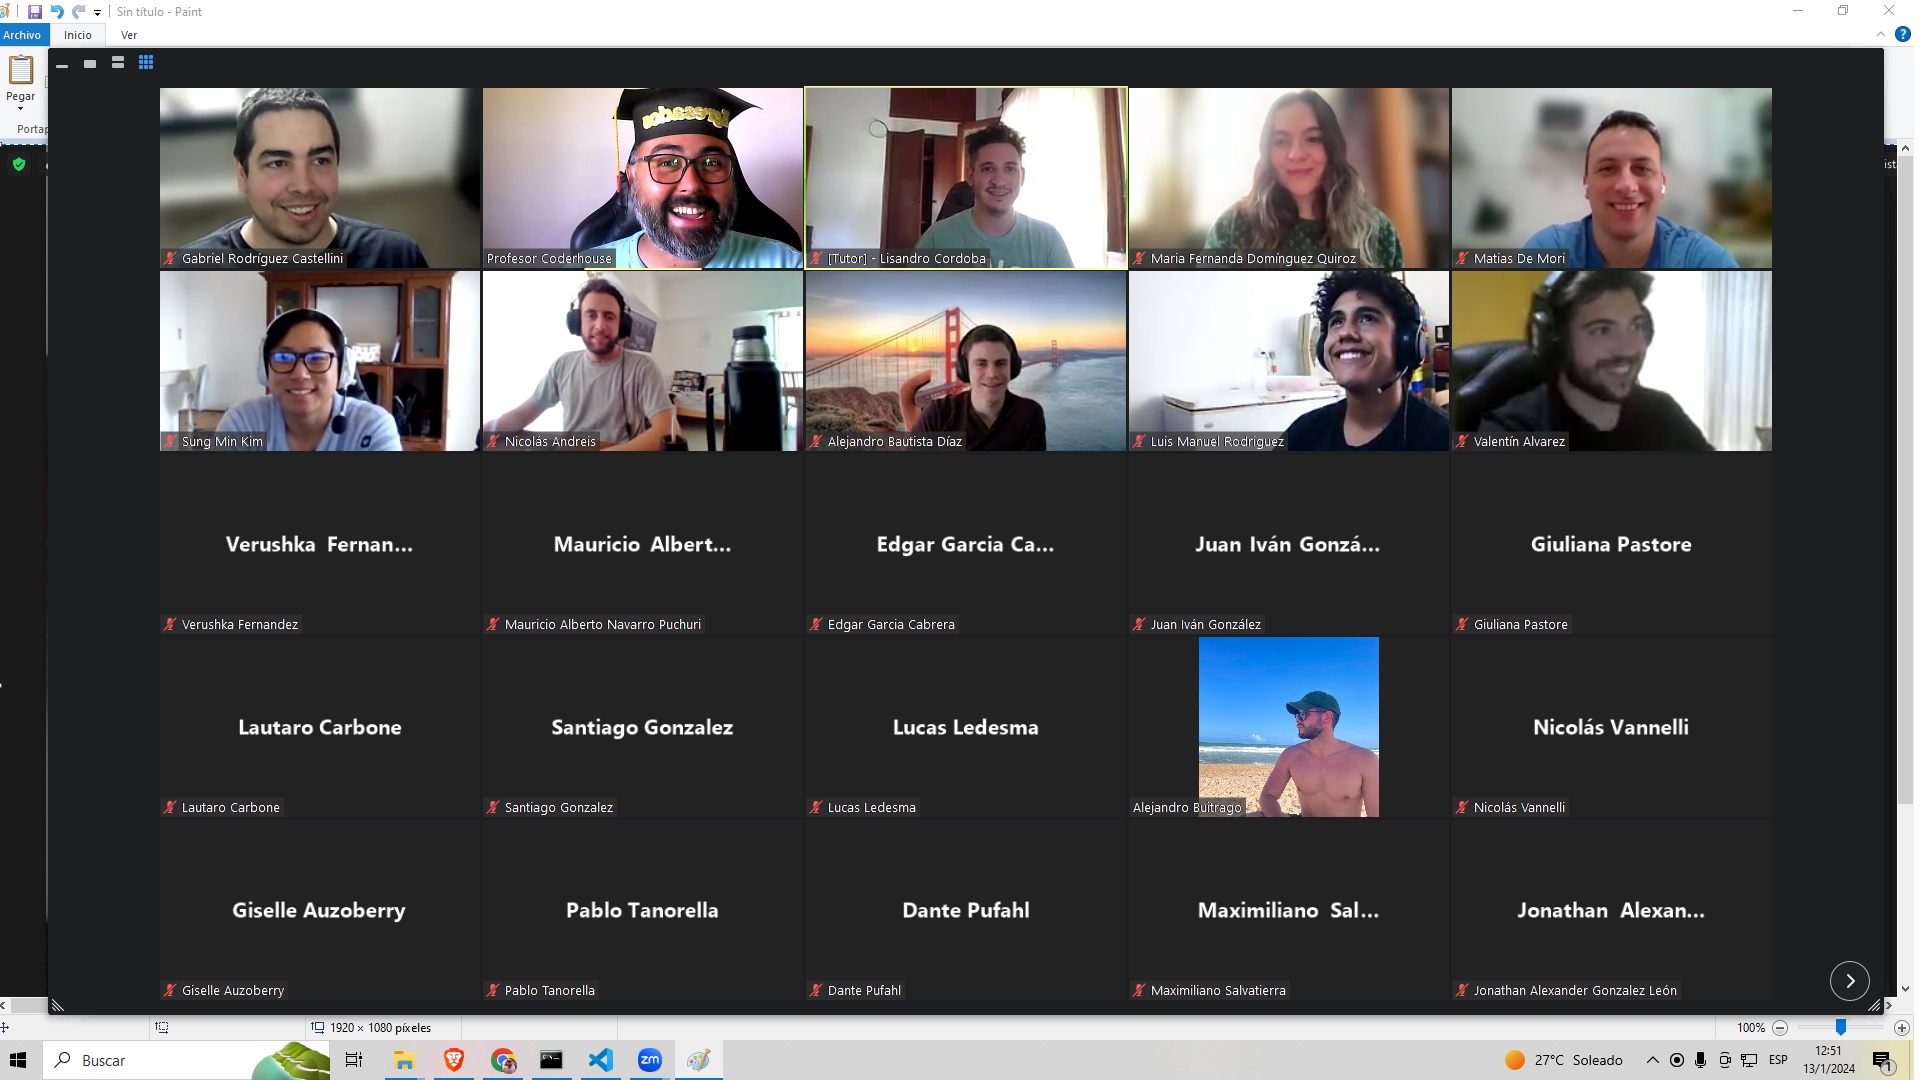 Sin título - Paint
Archivo
Inicio
Ver
Pegar
Portap
ist
Gabriel Rodríguez Castellini
Profesor Coderhouse
[Tutor] - Lisandro Cordoba
Maria Fernanda Domínguez Quiroz
Matias De Mori
Sung Min Kim
Nicolás Andreis
Alejandro Bautista Díaz
Luis Manuel Rodriguez
Valentín Alvarez
Verushka Fernan...
Mauricio Albert...
Edgar Garcia Ca...
Juan Iván Gonzá...
Giuliana Pastore
Verushka Fernandez
Mauricio Alberto Navarro Puchuri
Edgar Garcia Cabrera
Juan Iván González
Giuliana Pastore
Lautaro Carbone
Santiago Gonzalez
Lucas Ledesma
Nicolás Vannelli
Lautaro Carbone
Santiago Gonzalez
Lucas Ledesma
Alejandro Buitrago
Nicolás Vannelli
Giselle Auzoberry
Pablo Tanorella
Dante Pufahl
Maximiliano Sal...
Jonathan Alexan...
Giselle Auzoberry
Pablo Tanorella
Dante Pufahl
Maximiliano Salvatierra
Jonathan Alexander Gonzalez León
1920 × 1080 píxeles
100%
Buscar
zm
27°C Soleado
ESP
12:51
13/1/2024
1